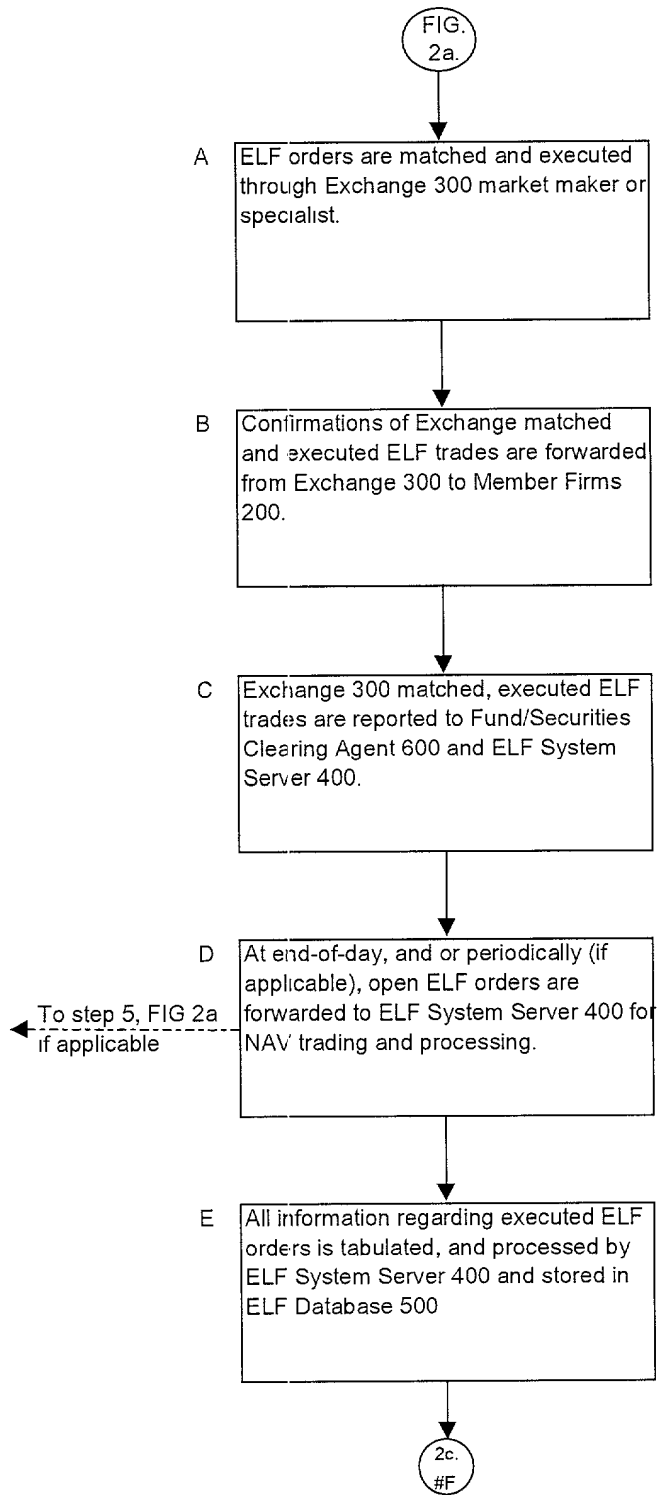 FIG.
2a.
A
ELF orders are matched and executed
through Exchange 300 market maker or
specialist.
B
Confirmations of Exchange matched
and executed ELF trades are forwarded
from Exchange 300 to Member Firms
200.
C
Exchange 300 matched, executed ELF
trades are reported to Fund/Securities
Clearing Agent 600 and ELF System
Server 400.
D
At end-of-day, and or periodically (if
applicable), open ELF orders are
forwarded to ELF System Server 400 for
NAV trading and processing.
To step 5, FIG 2a
if applicable
E
All information regarding executed ELF
orders is tabulated, and processed by
ELF System Server 400 and stored in
ELF Database 500
2c.
#F